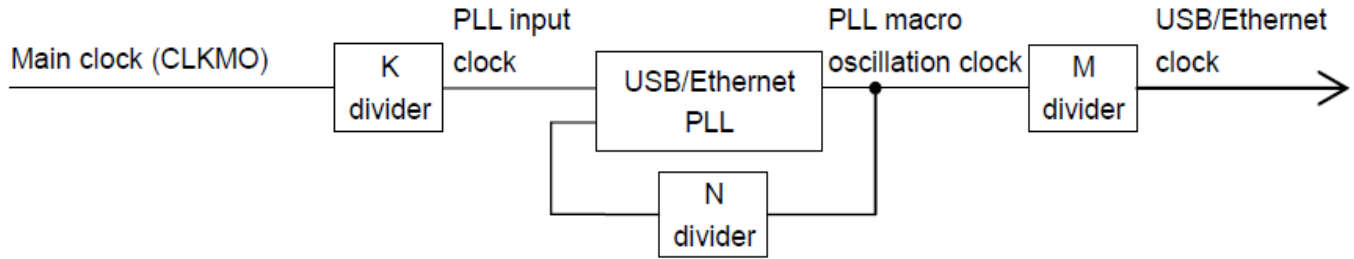 Main clock (CLKMO)
K
divider
PLL input
clock
USB/Ethernet
PLL
N
divider
PLL macro
oscillation clock
M
divider
USB/Ethernet
clock